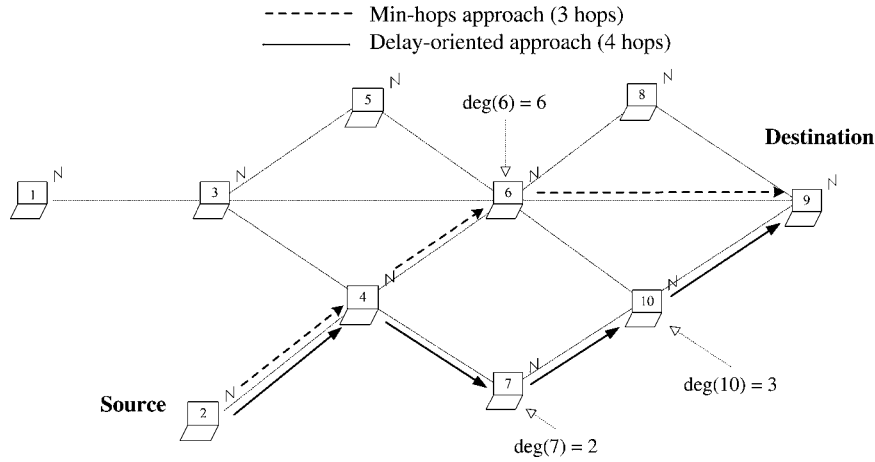 Min-hops approach (3 hops)
Delay-oriented approach (4 hops)
5
deg(6) = 6
8
Destination
1
3
6
9
4
10
Source
2
7
deg(10) = 3
deg(7) = 2